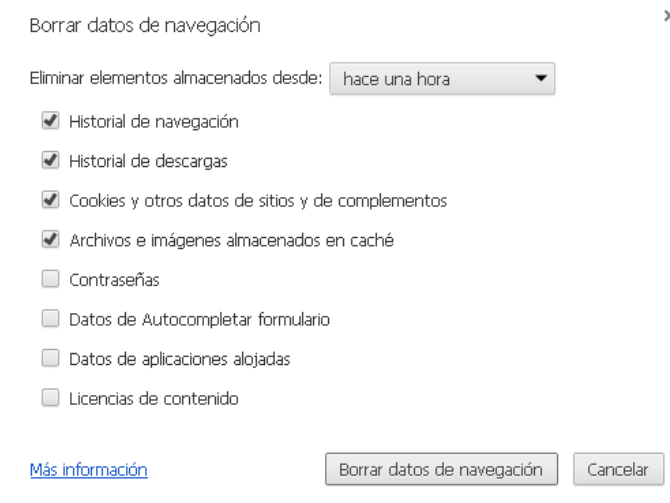 Borrar datos de navegación
Eliminar elementos almacenados desde: hace una hora
Historial de navegación
Historial de descargas
Cookies y otros datos de sitios y de complementos
Archivos e imágenes almacenados en caché
Contraseñas
Datos de Autocompletar formulario
Datos de aplicaciones alojadas
Licencias de contenido
Más información Borrar datos de navegación Cancelar